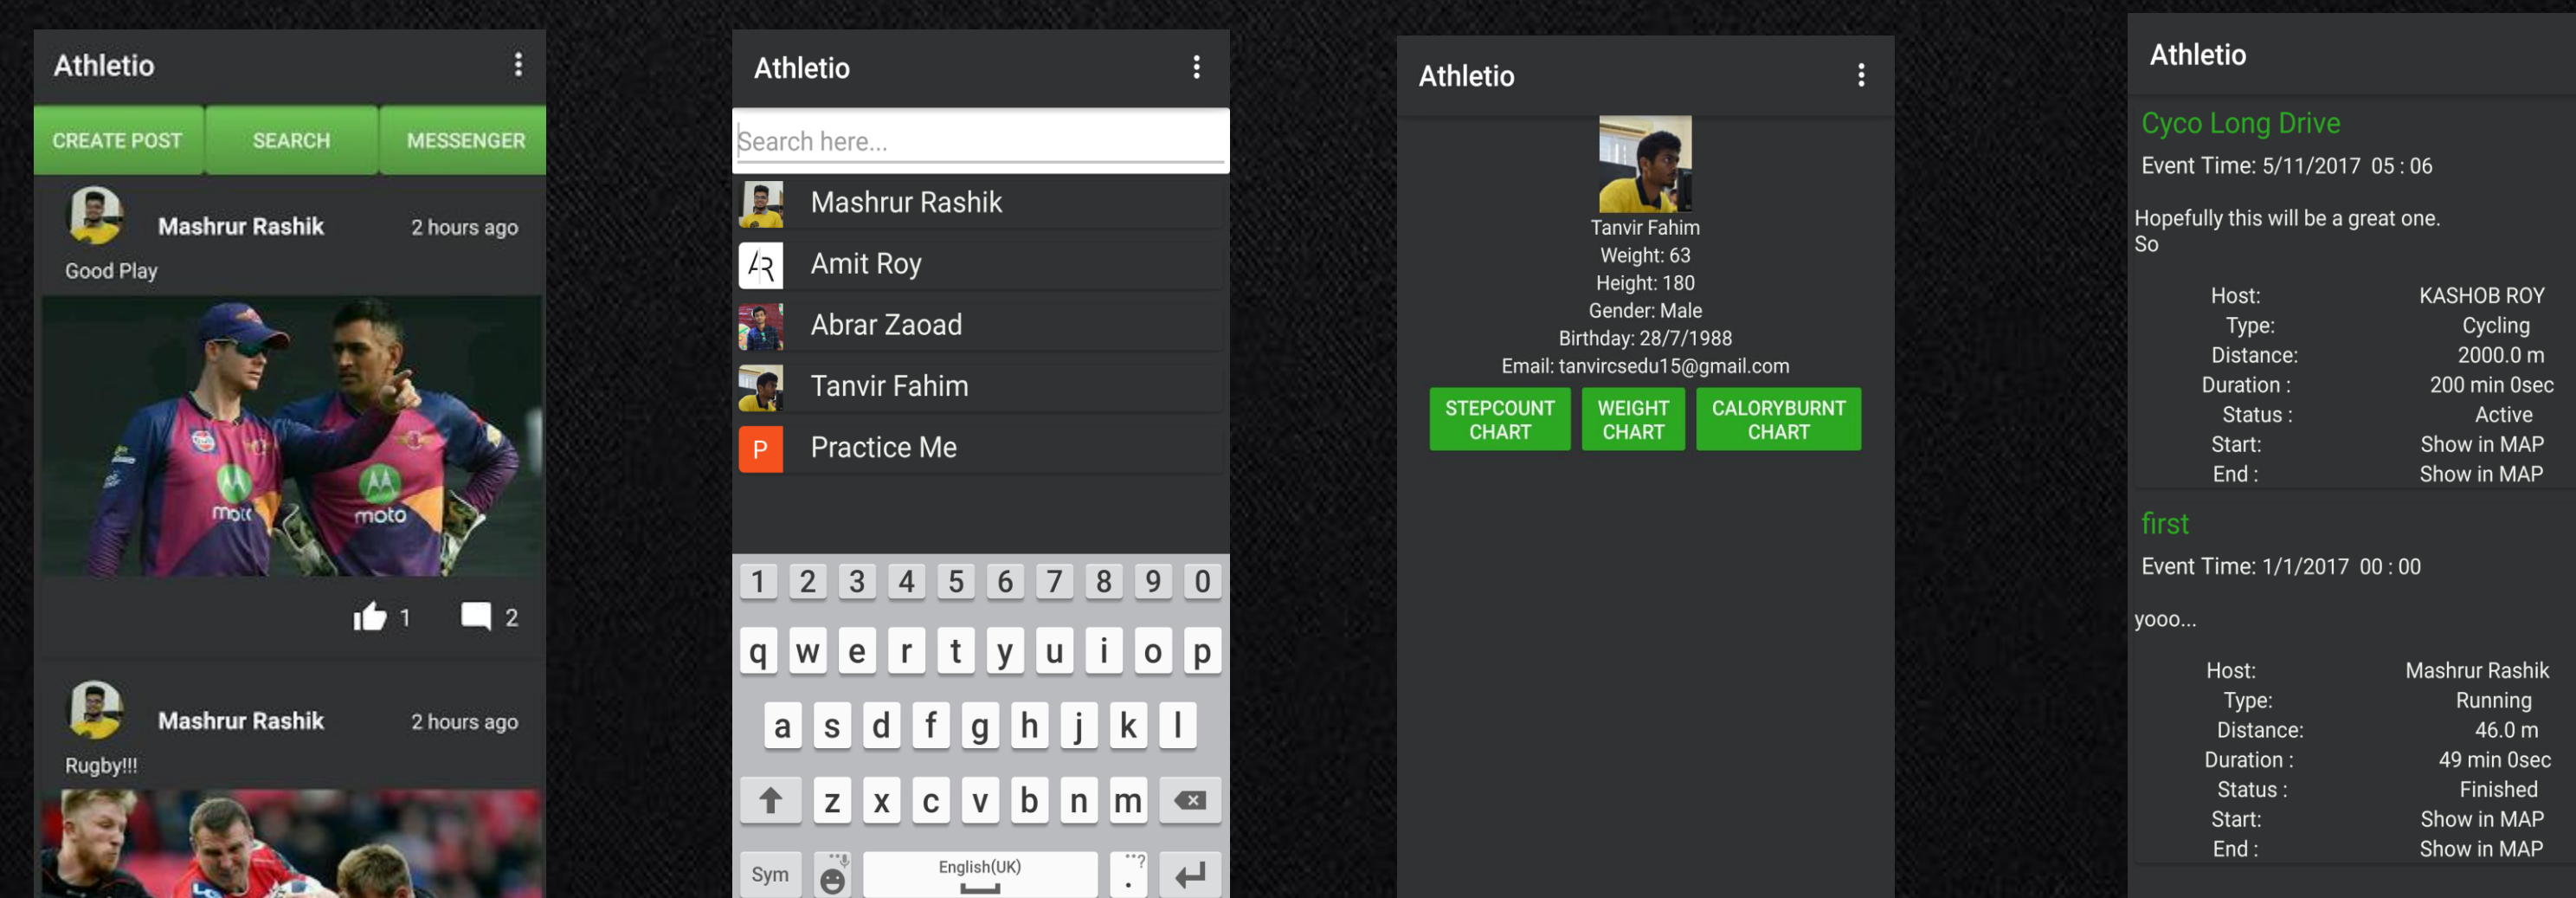 Athletio
CREATE POST SEARCH MESSENGER
Mashrur Rashik 2 hours ago
Good Play
moto moto
1 2
Mashrur Rashik 2 hours ago
Rugby!!!
Athletio
Search here...
Mashrur Rashik
AR Amit Roy
Abrar Zaoad
Tanvir Fahim
P Practice Me
1 2 3 4 5 6 7 8 9 0
q w e r t y u i o p
a s d f g h j k l
z x c v b n m
Sym English(UK) . ?
Athletio
Tanvir Fahim
Weight: 63
Height: 180
Gender: Male
Birthday: 28/7/1988
Email: tanvircsedu15@gmail.com
STEPCOUNT CHART
WEIGHT CHART
CALORYBURNT CHART
Athletio
Cyco Long Drive
Event Time: 5/11/2017 05 : 06
Hopefully this will be a great one.
So
Host: KASHOB ROY
Type: Cycling
Distance: 2000.0 m
Duration : 200 min 0sec
Status : Active
Start: Show in MAP
End : Show in MAP
first
Event Time: 1/1/2017 00 : 00
yooo...
Host: Mashrur Rashik
Type: Running
Distance: 46.0 m
Duration : 49 min 0sec
Status : Finished
Start: Show in MAP
End : Show in MAP